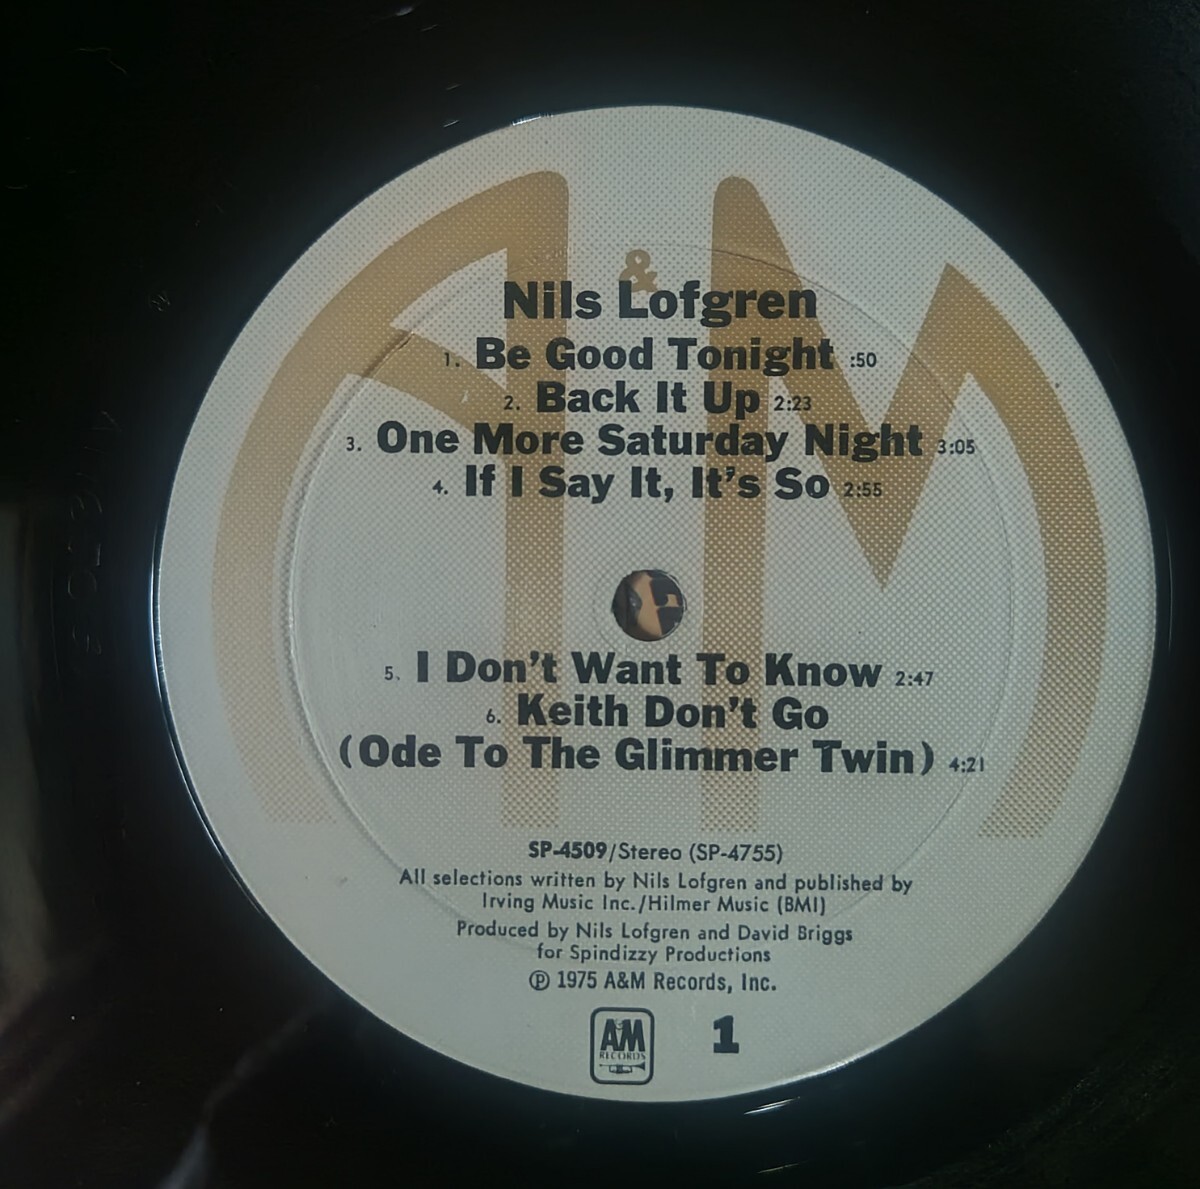 A&M
Nils Lofgren
1. Be Good Tonight :50
2. Back It Up 2:23
3. One More Saturday Night 3:05
4. If I Say It, It's So 2:55
5. I Don't Want To Know 2:47
6. Keith Don't Go
(Ode To The Glimmer Twin) 4:21
SP-4509/Stereo (SP-4755)
All selections written by Nils Lofgren and published by
Irving Music Inc./Hilmer Music (BMI)
Produced by Nils Lofgren and David Briggs
for Spindizzy Productions
℗ 1975 A&M Records, Inc.
A&M
RECORDS
1